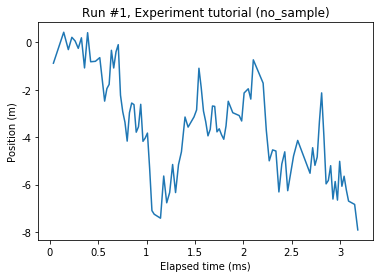 Run #1, Experiment tutorial (no_sample)
Position (m)
0
-2
-4
-6
-8
0 0.5 1 1.5 2 2.5 3
Elapsed time (ms)